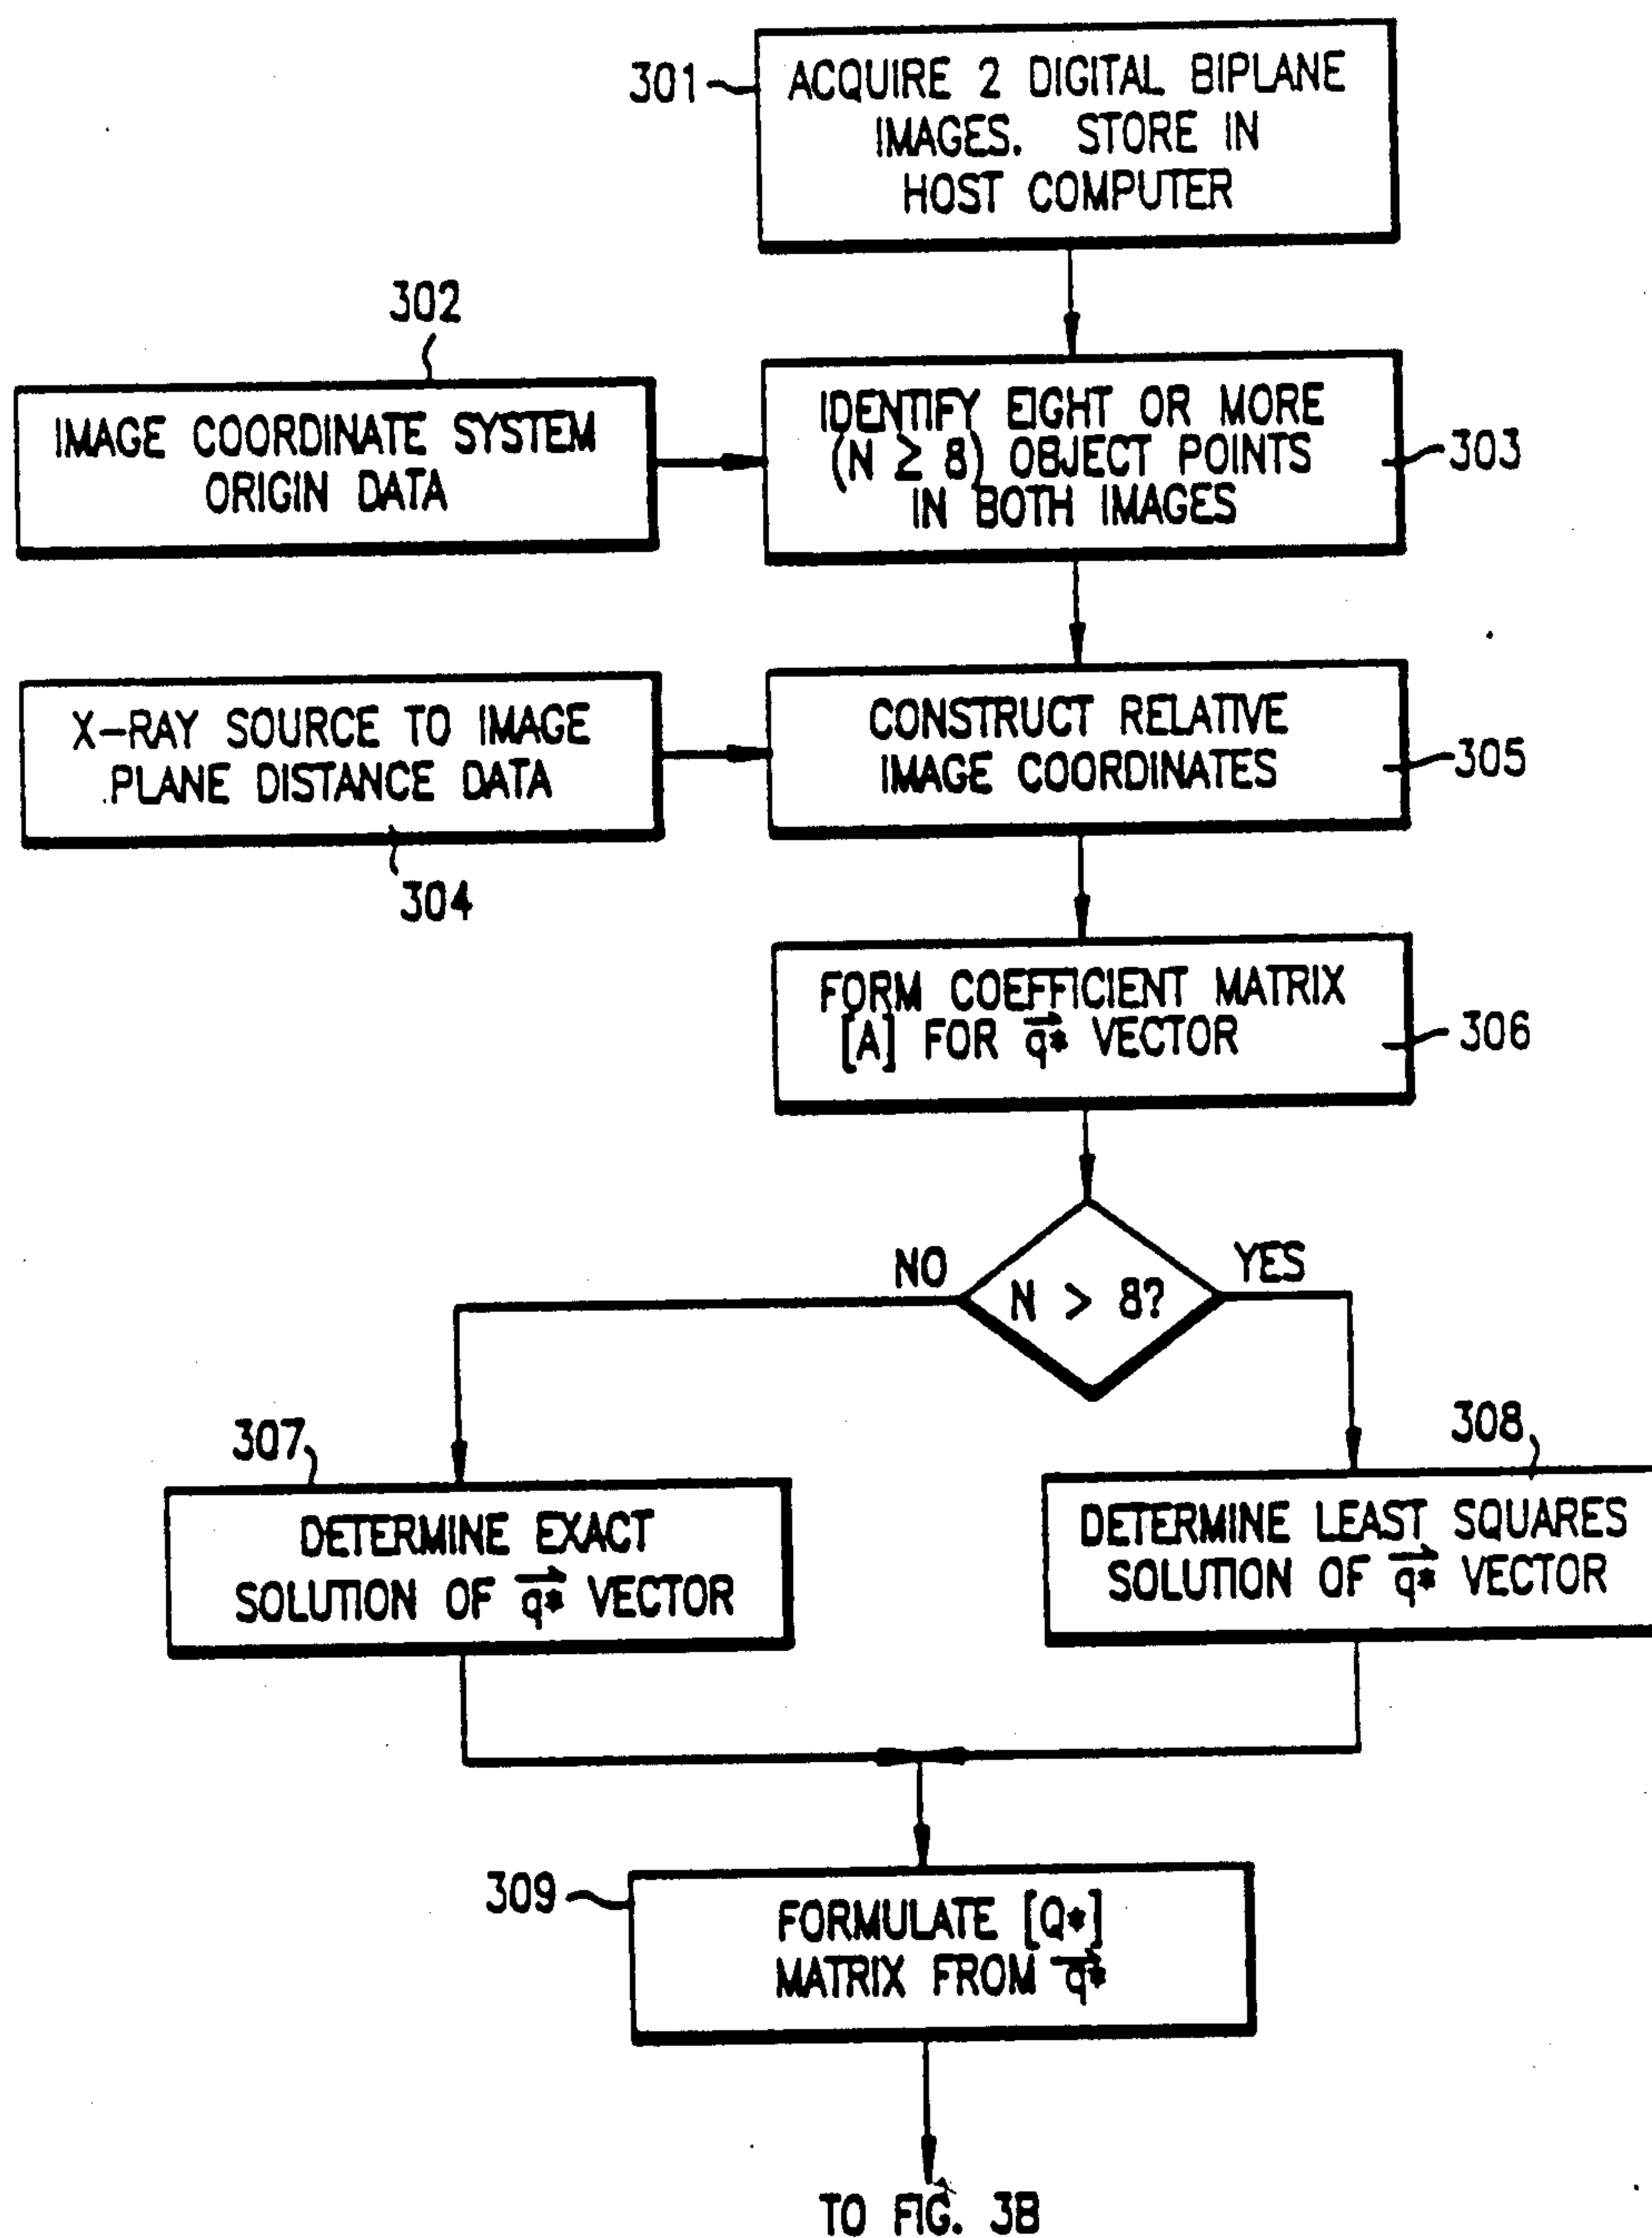 301
ACQUIRE 2 DIGITAL BIPLANE
IMAGES. STORE IN
HOST COMPUTER
302
IMAGE COORDINATE SYSTEM
ORIGIN DATA
IDENTIFY EIGHT OR MORE
(N ≥ 8) OBJECT POINTS
IN BOTH IMAGES
303
X-RAY SOURCE TO IMAGE
PLANE DISTANCE DATA
304
CONSTRUCT RELATIVE
IMAGE COORDINATES
305
FORM COEFFICIENT MATRIX
[A] FOR q⃗* VECTOR
306
NO
N > 8?
YES
307
DETERMINE EXACT
SOLUTION OF q⃗* VECTOR
308
DETERMINE LEAST SQUARES
SOLUTION OF q⃗* VECTOR
309
FORMULATE [Q*]
MATRIX FROM q⃗*
TO FIG. 3B